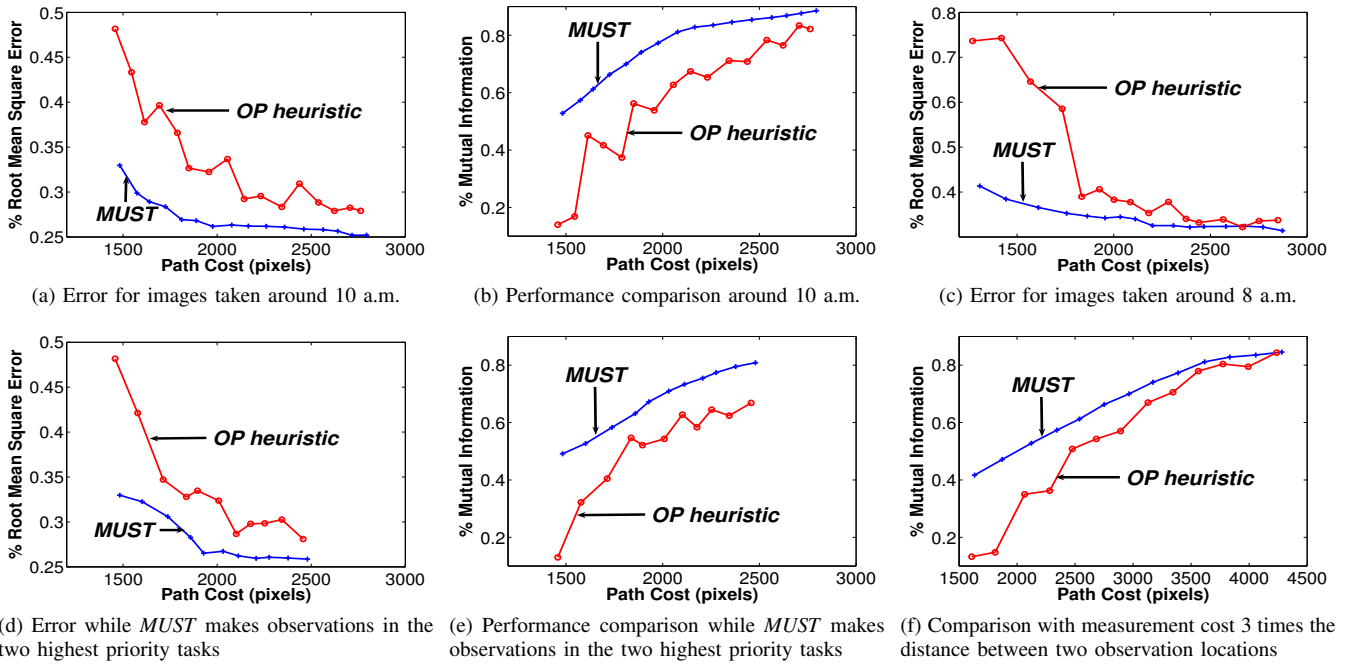 % Root Mean Square Error
0.5
0.45
0.4
0.35
0.3
0.25
OP heuristic
MUST
1500 2000 2500 3000
Path Cost (pixels)
(a) Error for images taken around 10 a.m.
% Mutual Information
0.8
0.6
0.4
0.2
MUST
OP heuristic
1500 2000 2500 3000
Path Cost (pixels)
(b) Performance comparison around 10 a.m.
% Root Mean Square Error
0.8
0.7
0.6
0.5
0.4
OP heuristic
MUST
1500 2000 2500 3000
Path Cost (pixels)
(c) Error for images taken around 8 a.m.
% Root Mean Square Error
0.5
0.45
0.4
0.35
0.3
0.25
OP heuristic
MUST
1500 2000 2500 3000
Path Cost (pixels)
(d) Error while MUST makes observations in the
two highest priority tasks
% Mutual Information
0.8
0.6
0.4
0.2
MUST
OP heuristic
1500 2000 2500 3000
Path Cost (pixels)
(e) Performance comparison while MUST makes
observations in the two highest priority tasks
% Mutual Information
0.8
0.6
0.4
0.2
MUST
OP heuristic
1500 2000 2500 3000 3500 4000 4500
Path Cost (pixels)
(f) Comparison with measurement cost 3 times the
distance between two observation locations